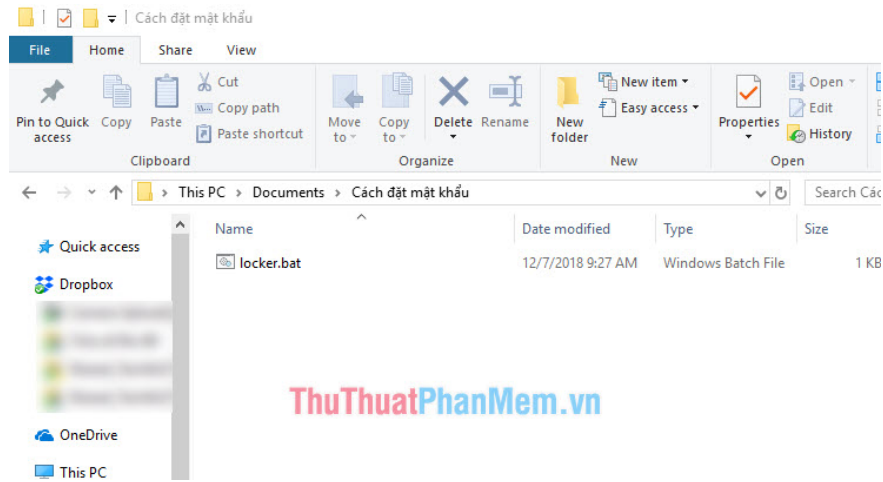 Cách đặt mật khẩu
File Home Share View
Pin to Quick access
Copy
Paste
Cut
Copy path
Paste shortcut
Move to
Copy to
Delete
Rename
New folder
New item
Easy access
Properties
Open
Edit
History
Clipboard Organize New Open
This PC > Documents > Cách đặt mật khẩu
Search Các
Name Date modified Type Size
Quick access
locker.bat 12/7/2018 9:27 AM Windows Batch File 1 KB
Dropbox
ThuThuatPhanMem.vn
OneDrive
This PC